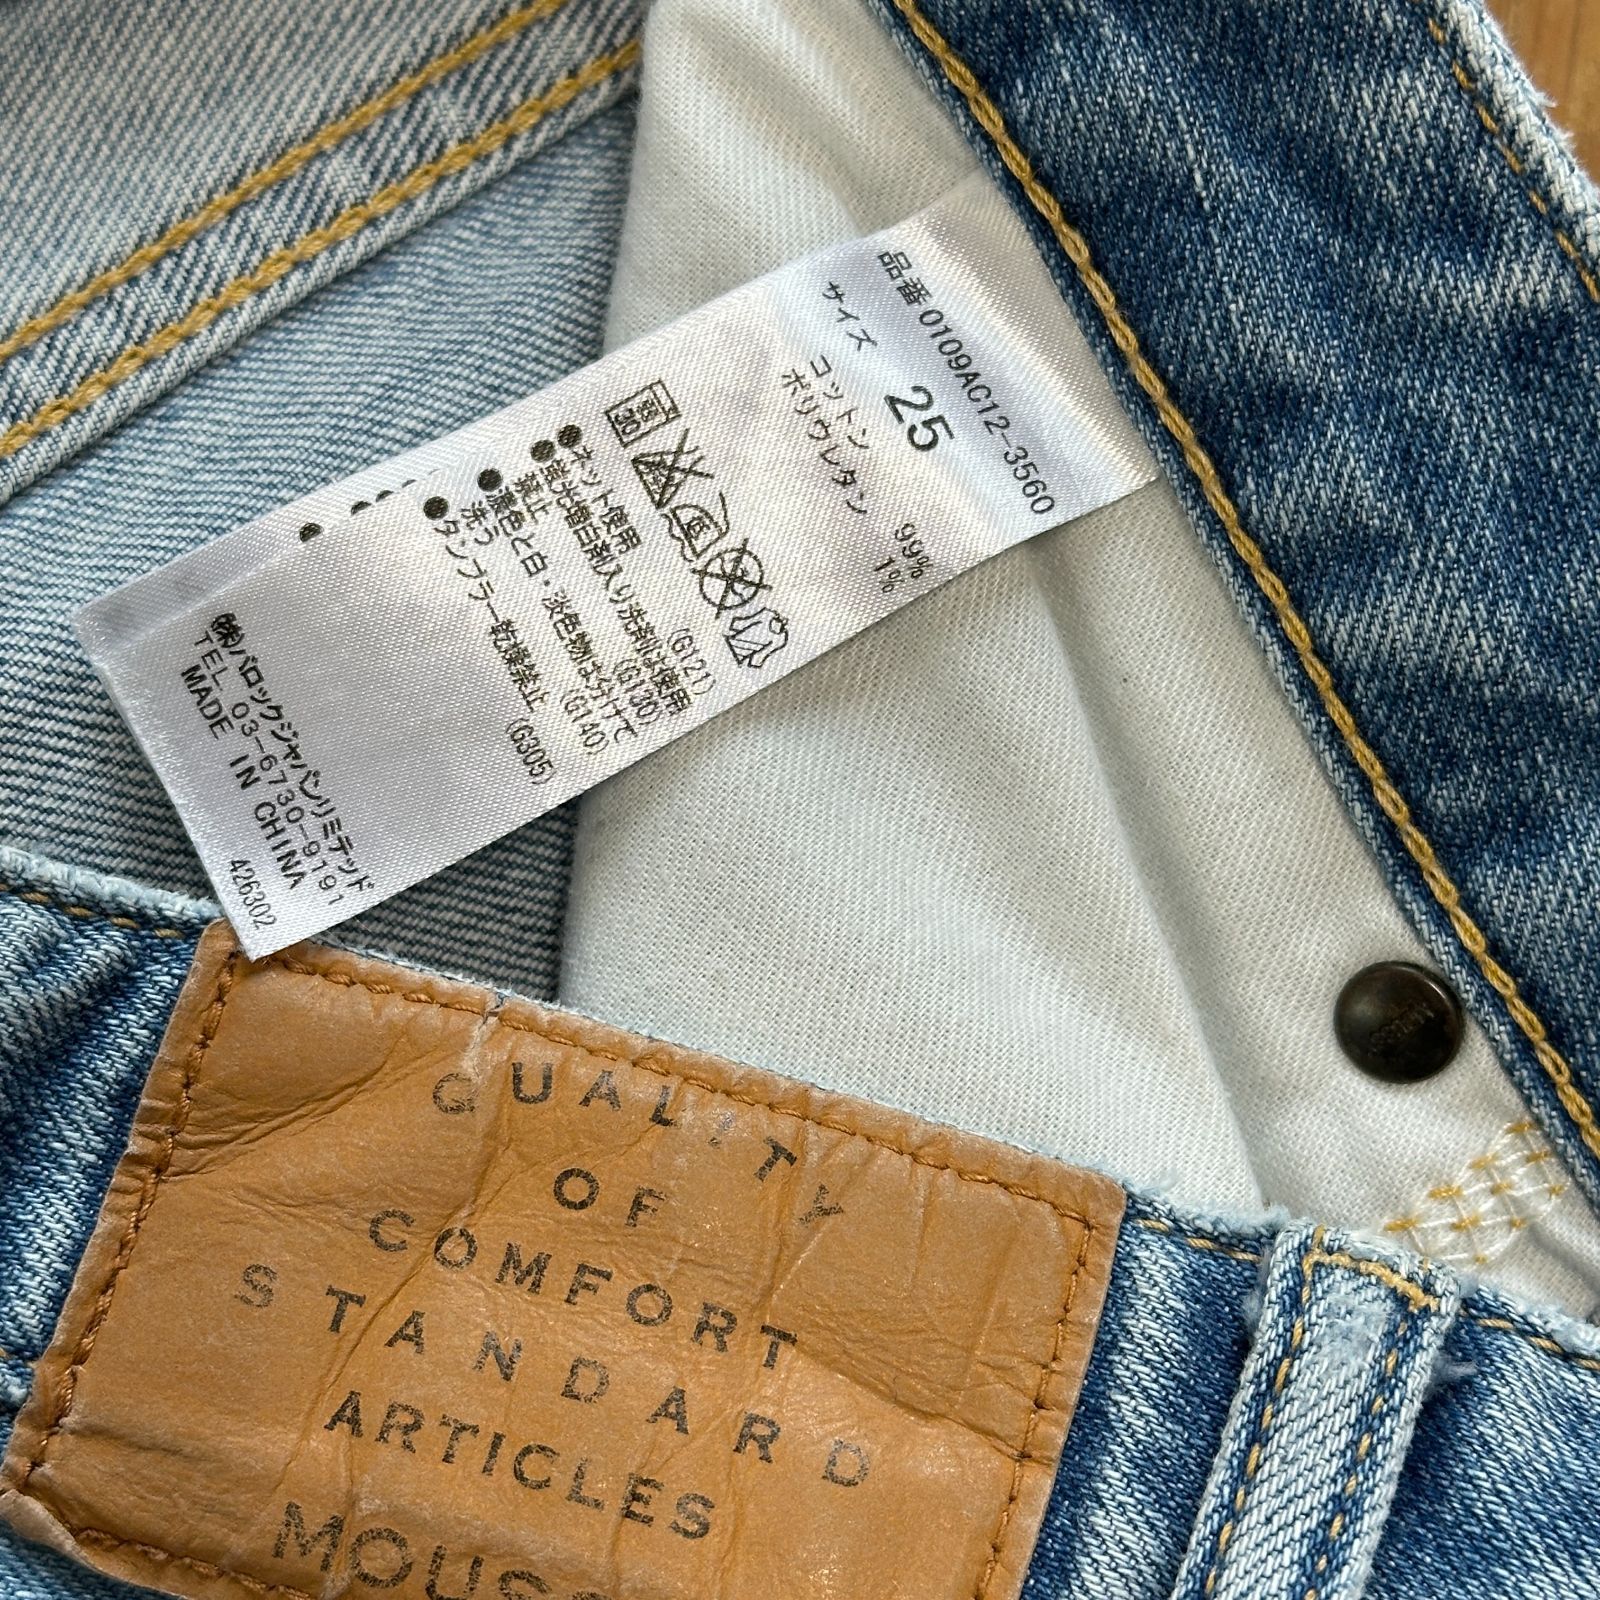 品番 0109AC12-3560
サイズ 25
コットン 99%
ポリウレタン 1%
●ネット使用 (G121)
●蛍光増白剤入り洗剤は使用
禁止 (G130)
●濃色と白・淡色物は分けて
洗う (G140)
●タンブラー乾燥禁止 (G305)
㈱バロックジャパンリミテッド
TEL 03-6730-9191
MADE IN CHINA
426302
QUALITY
OF
COMFORT
STANDARD
ARTICLES